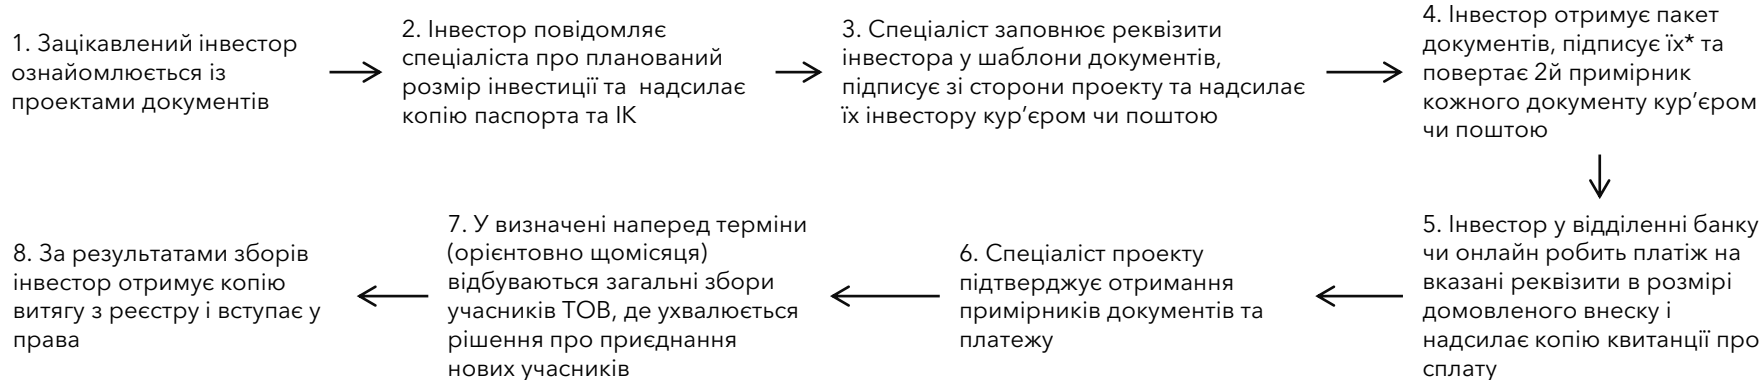 1. Зацікавлений інвестор
ознайомлюється із
проектами документів
2. Інвестор повідомляє
спеціаліста про планований
розмір інвестиції та  надсилає
копію паспорта та ІК
3. Спеціаліст заповнює реквізити
інвестора у шаблони документів,
підписує зі сторони проекту та надсилає
їх інвестору кур’єром чи поштою
4. Інвестор отримує пакет
документів, підписує їх* та
повертає 2й примірник
кожного документу кур’єром
чи поштою
5. Інвестор у відділенні банку
чи онлайн робить платіж на
вказані реквізити в розмірі
домовленого внеску і
надсилає копію квитанції про
сплату
6. Спеціаліст проекту
підтверджує отримання
примірників документів та
платежу
7. У визначені наперед терміни
(орієнтовно щомісяця)
відбуваються загальні збори
учасників ТОВ, де ухвалюється
рішення про приєднання
нових учасників
8. За результатами зборів
інвестор отримує копію
витягу з реєстру і вступає у
права